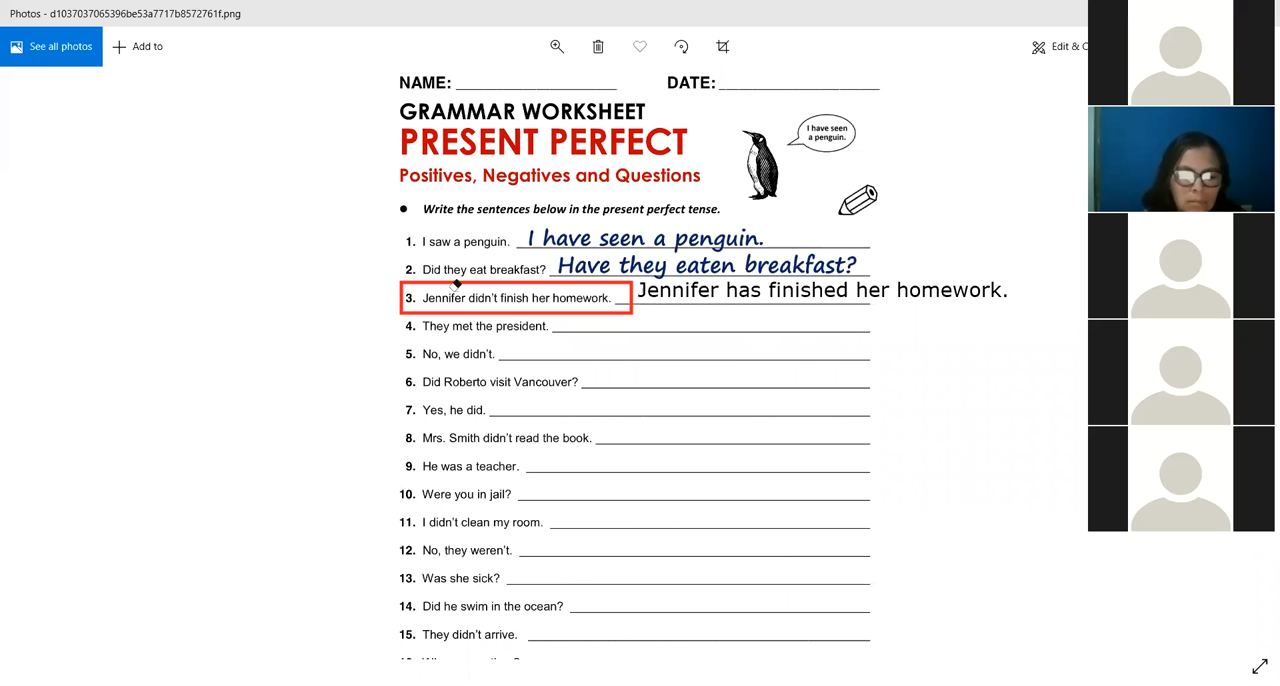 Photos - d1037037065396be53a7717b8572761f.png
See all photos
Add to
Edit & C
NAME: ___________________ DATE: ___________________
GRAMMAR WORKSHEET
PRESENT PERFECT
Positives, Negatives and Questions
I have seen
a penguin.
● Write the sentences below in the present perfect tense.
1. I saw a penguin. I have seen a penguin.
2. Did they eat breakfast? Have they eaten breakfast?
3. Jennifer didn't finish her homework. Jennifer has finished her homework.
4. They met the president.
5. No, we didn't.
6. Did Roberto visit Vancouver?
7. Yes, he did.
8. Mrs. Smith didn't read the book.
9. He was a teacher.
10. Were you in jail?
11. I didn't clean my room.
12. No, they weren't.
13. Was she sick?
14. Did he swim in the ocean?
15. They didn't arrive.